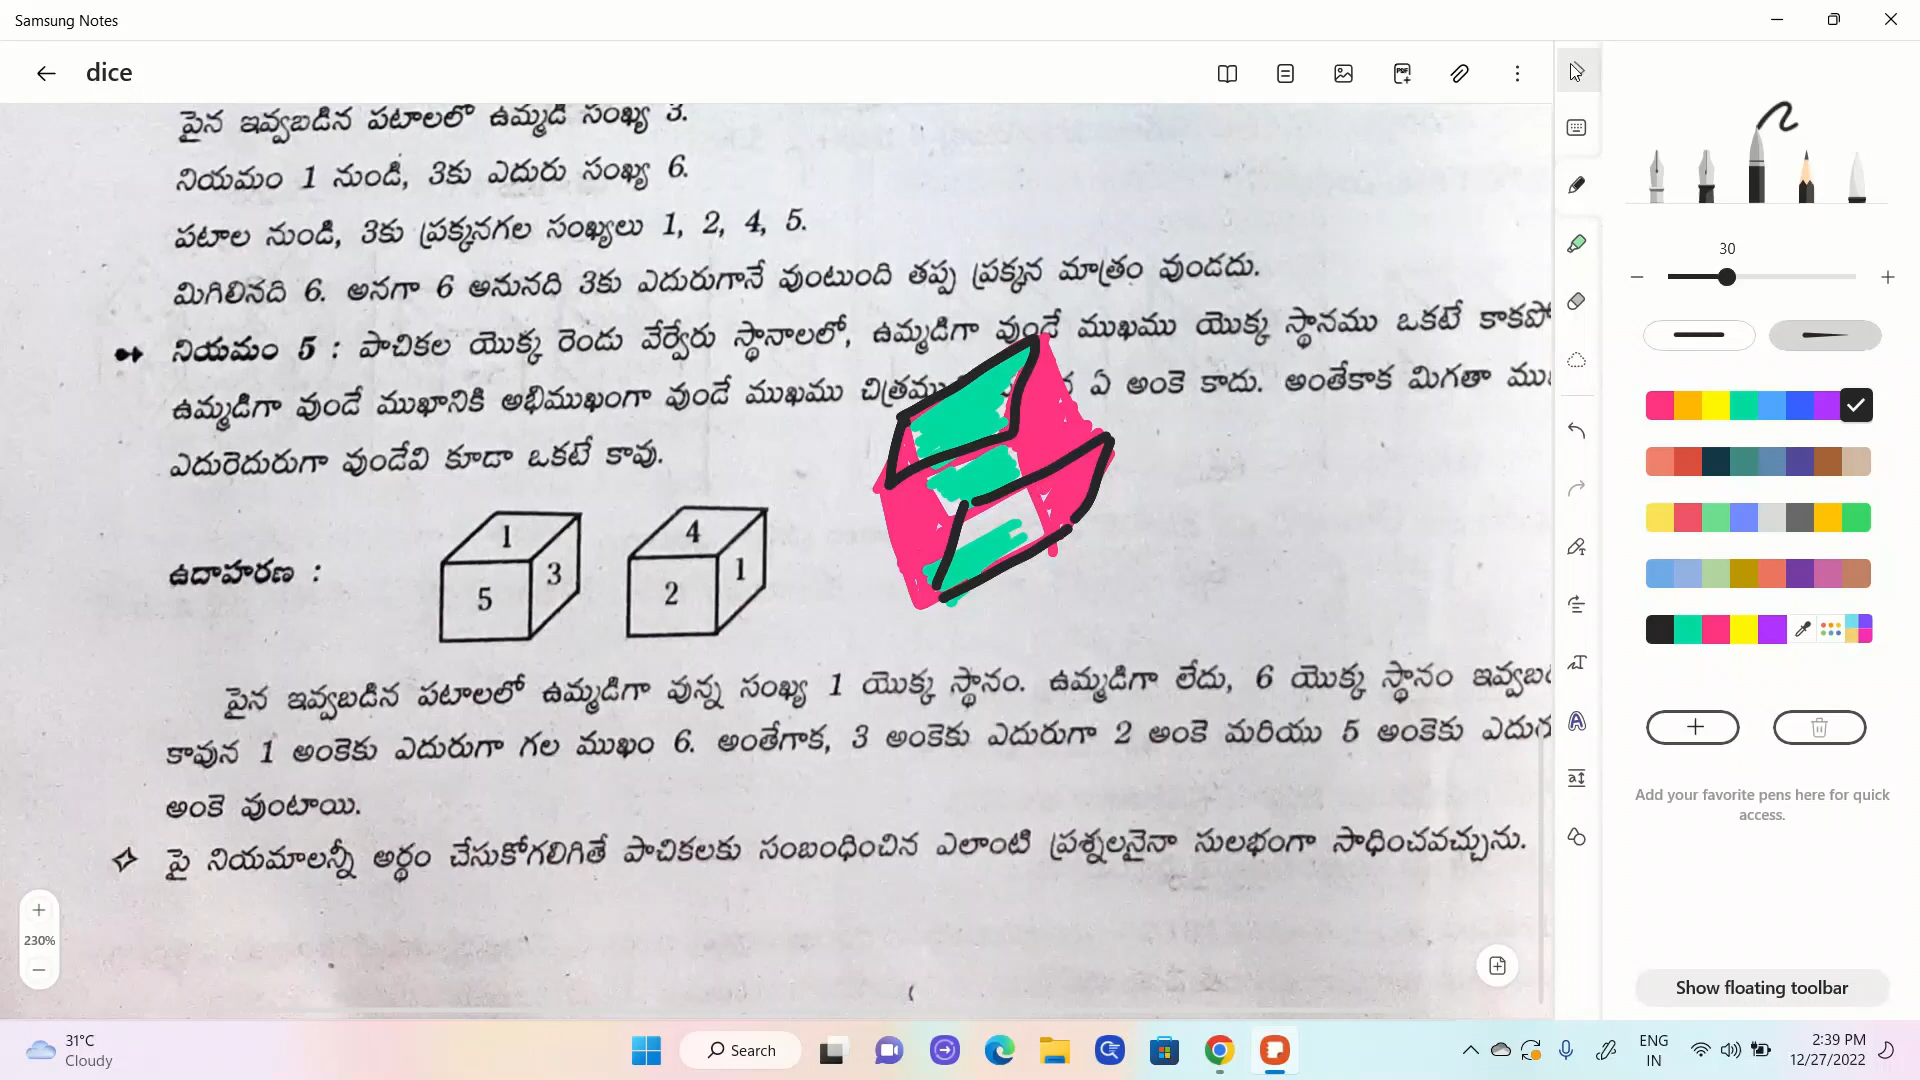 Samsung Notes
dice
పైన ఇవ్వబడిన పటాలలో ఉమ్మడి సంఖ్య 3.
నియమం 1 నుండి, 3కు ఎదురు సంఖ్య 6.
పటాల నుండి, 3కు ప్రక్కనగల సంఖ్యలు 1, 2, 4, 5.
మిగిలినది 6. అనగా 6 అనునది 3కు ఎదురుగానే వుంటుంది తప్ప ప్రక్కన మాత్రం వుండదు.
నియమం 5 : పాచికల యొక్క రెండు వేర్వేరు స్థానాలలో, ఉమ్మడిగా వుండే ముఖము యొక్క స్థానము ఒకటే
ఉమ్మడిగా వుండే ముఖానికి అభిముఖంగా వుండే ముఖము ఏ అంకె కాదు. అంతేకాక మిగతా
ఎదురెదురుగా వుండేవి కూడా ఒకటే కావు.
ఉదాహరణ :
1
5
3
4
2
1
పైన ఇవ్వబడిన పటాలలో ఉమ్మడిగా వున్న సంఖ్య 1 యొక్క స్థానం. ఉమ్మడిగా లేదు, 6 యొక్క స్థానం
కావున 1 అంకెకు ఎదురుగా గల ముఖం 6. అంతేగాక, 3 అంకెకు ఎదురుగా 2 అంకె మరియు 5 అంకెకు
అంకె వుంటాయి.
పై నియమాలన్నీ అర్థం చేసుకోగలిగితే పాచికలకు సంబంధించిన ఎలాంటి ప్రశ్నలనైనా సులభంగా సాధించవచ్చును.
230%
30
Add your favorite pens here for quick
access.
Show floating toolbar
31°C
Cloudy
Search
ENG
IN
2:39 PM
12/27/2022